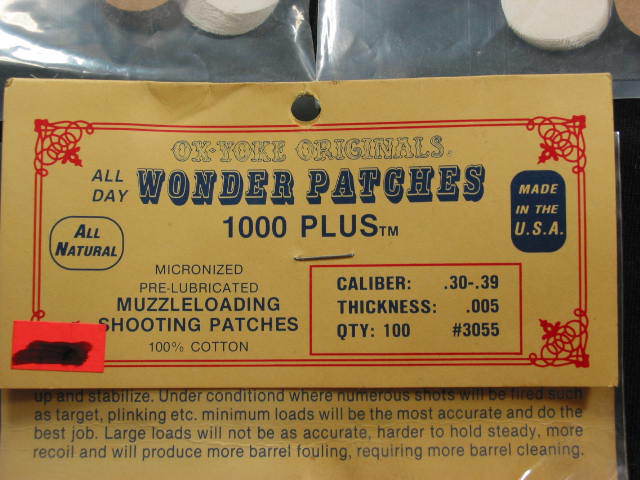 OX-YOKE ORIGINALS.
ALL DAY WONDER PATCHES
1000 PLUS™
ALL NATURAL
MADE IN THE U.S.A.
MICRONIZED
PRE-LUBRICATED
MUZZLELOADING
SHOOTING PATCHES
100% COTTON
CALIBER: .30-.39
THICKNESS: .005
QTY: 100 #3055
up and stabilize. Under conditiond where numerous shots will be fired such
as target, plinking etc. minimum loads will be the most accurate and do the
best job. Large loads will not be as accurate, harder to hold steady, more
recoil and will produce more barrel fouling, requiring more barrel cleaning.